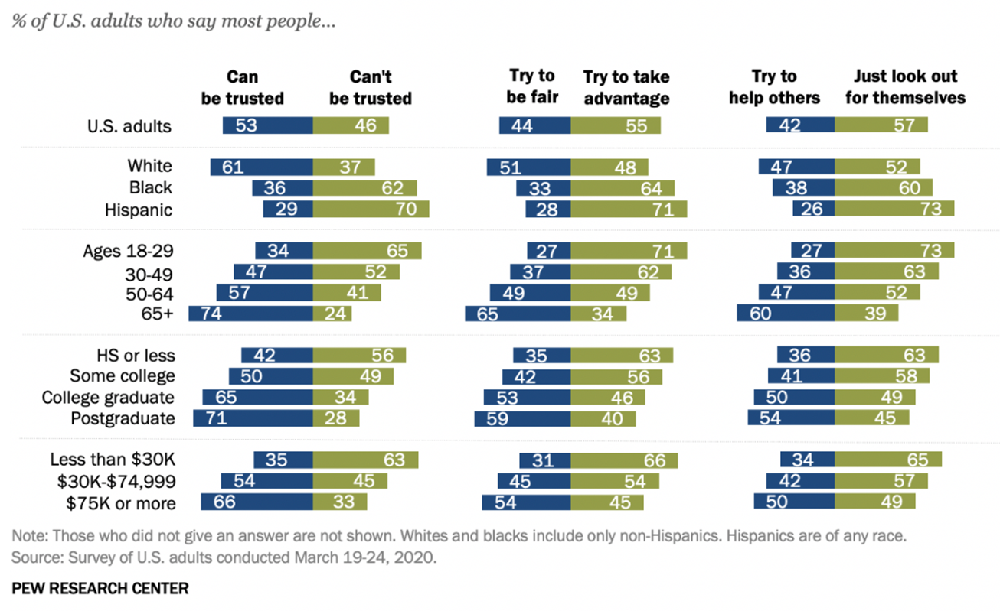 % of U.S. adults who say most people...
Can be trusted Can't be trusted Try to be fair Try to take advantage Try to help others Just look out for themselves
U.S. adults 53 46 44 55 42 57
White 61 37 51 48 47 52
Black 36 62 33 64 38 60
Hispanic 29 70 28 71 26 73
Ages 18-29 34 65 27 71 27 73
30-49 47 52 37 62 36 63
50-64 57 41 49 49 47 52
65+ 74 24 65 34 60 39
HS or less 42 56 35 63 36 63
Some college 50 49 42 56 41 58
College graduate 65 34 53 46 50 49
Postgraduate 71 28 59 40 54 45
Less than $30K 35 63 31 66 34 65
$30K-$74,999 54 45 45 54 42 57
$75K or more 66 33 54 45 50 49
Note: Those who did not give an answer are not shown. Whites and blacks include only non-Hispanics. Hispanics are of any race.
Source: Survey of U.S. adults conducted March 19-24, 2020.
PEW RESEARCH CENTER